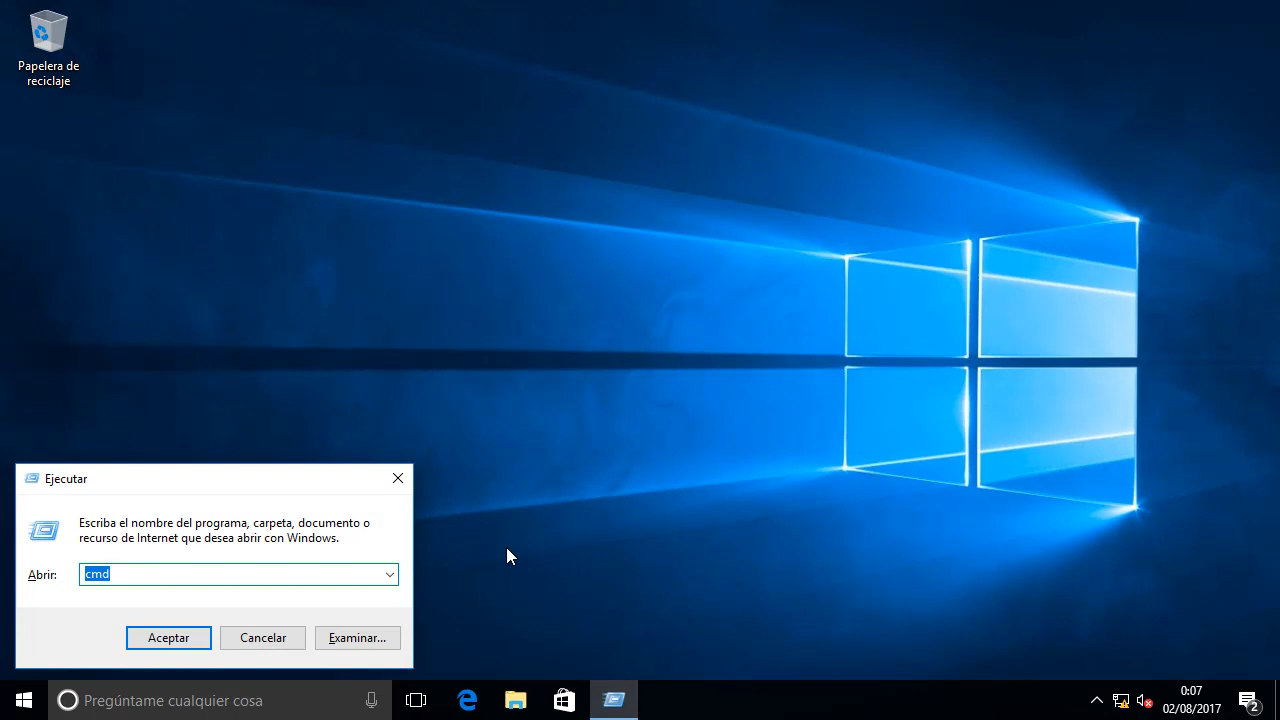 Papelera de
reciclaje
Ejecutar
Escriba el nombre del programa, carpeta, documento o
recurso de Internet que desea abrir con Windows.
Abrir:
cmd
Aceptar
Cancelar
Examinar...
Pregúntame cualquier cosa
0:07
02/08/2017
2